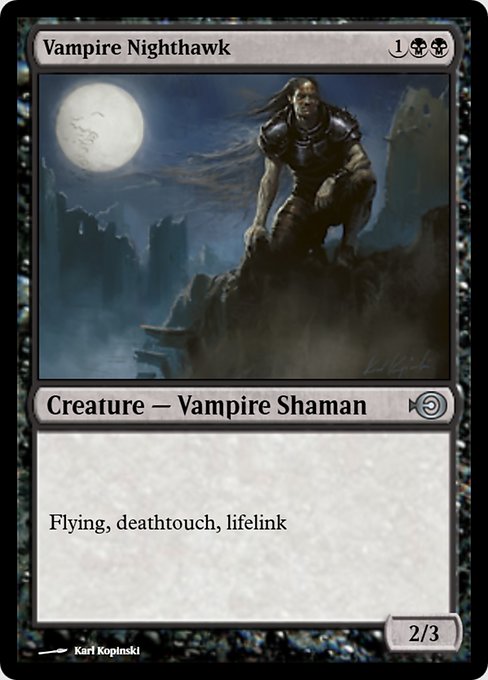 Vampire Nighthawk 1
Creature — Vampire Shaman
Flying, deathtouch, lifelink
2/3
Karl Kopinski